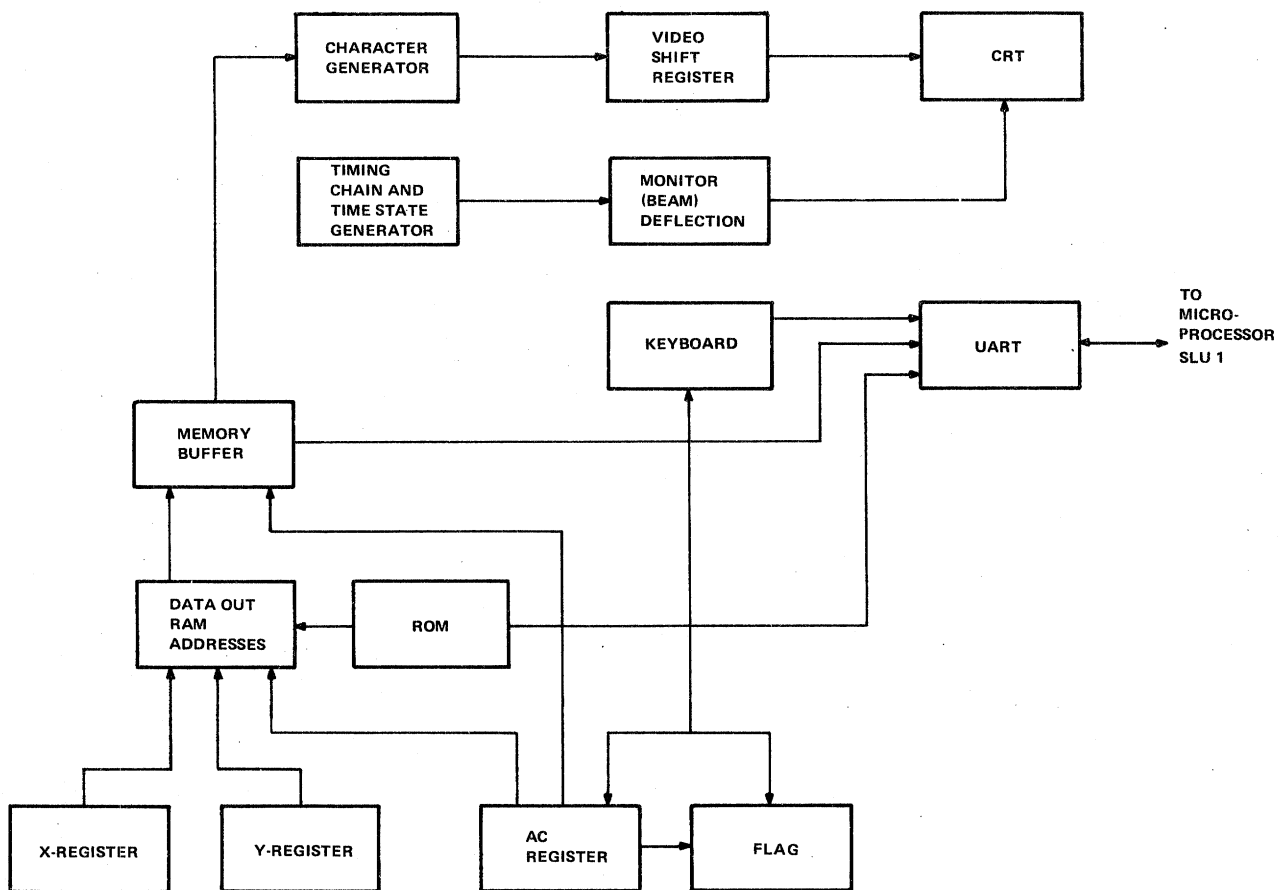 CHARACTER
GENERATOR
VIDEO
SHIFT
REGISTER
CRT
TIMING
CHAIN AND
TIME STATE
GENERATOR
MONITOR
(BEAM)
DEFLECTION
KEYBOARD
UART
TO
MICRO-
PROCESSOR
SLU 1
MEMORY
BUFFER
DATA OUT
RAM
ADDRESSES
ROM
X-REGISTER
Y-REGISTER
AC
REGISTER
FLAG